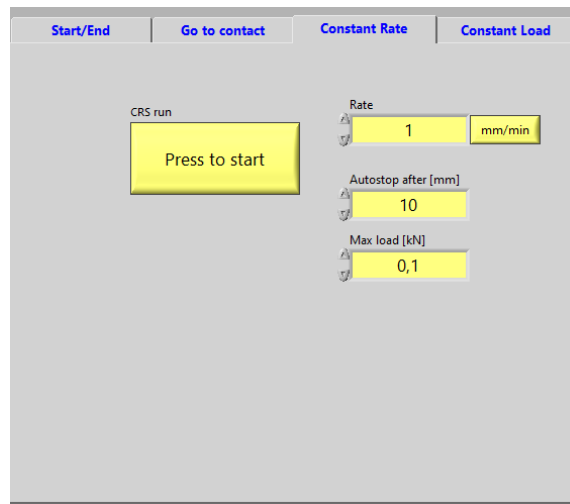 Start/End
Go to contact
Constant Rate
Constant Load
CRS run
Press to start
Rate
1
mm/min
Autostop after [mm]
10
Max load [kN]
0,1